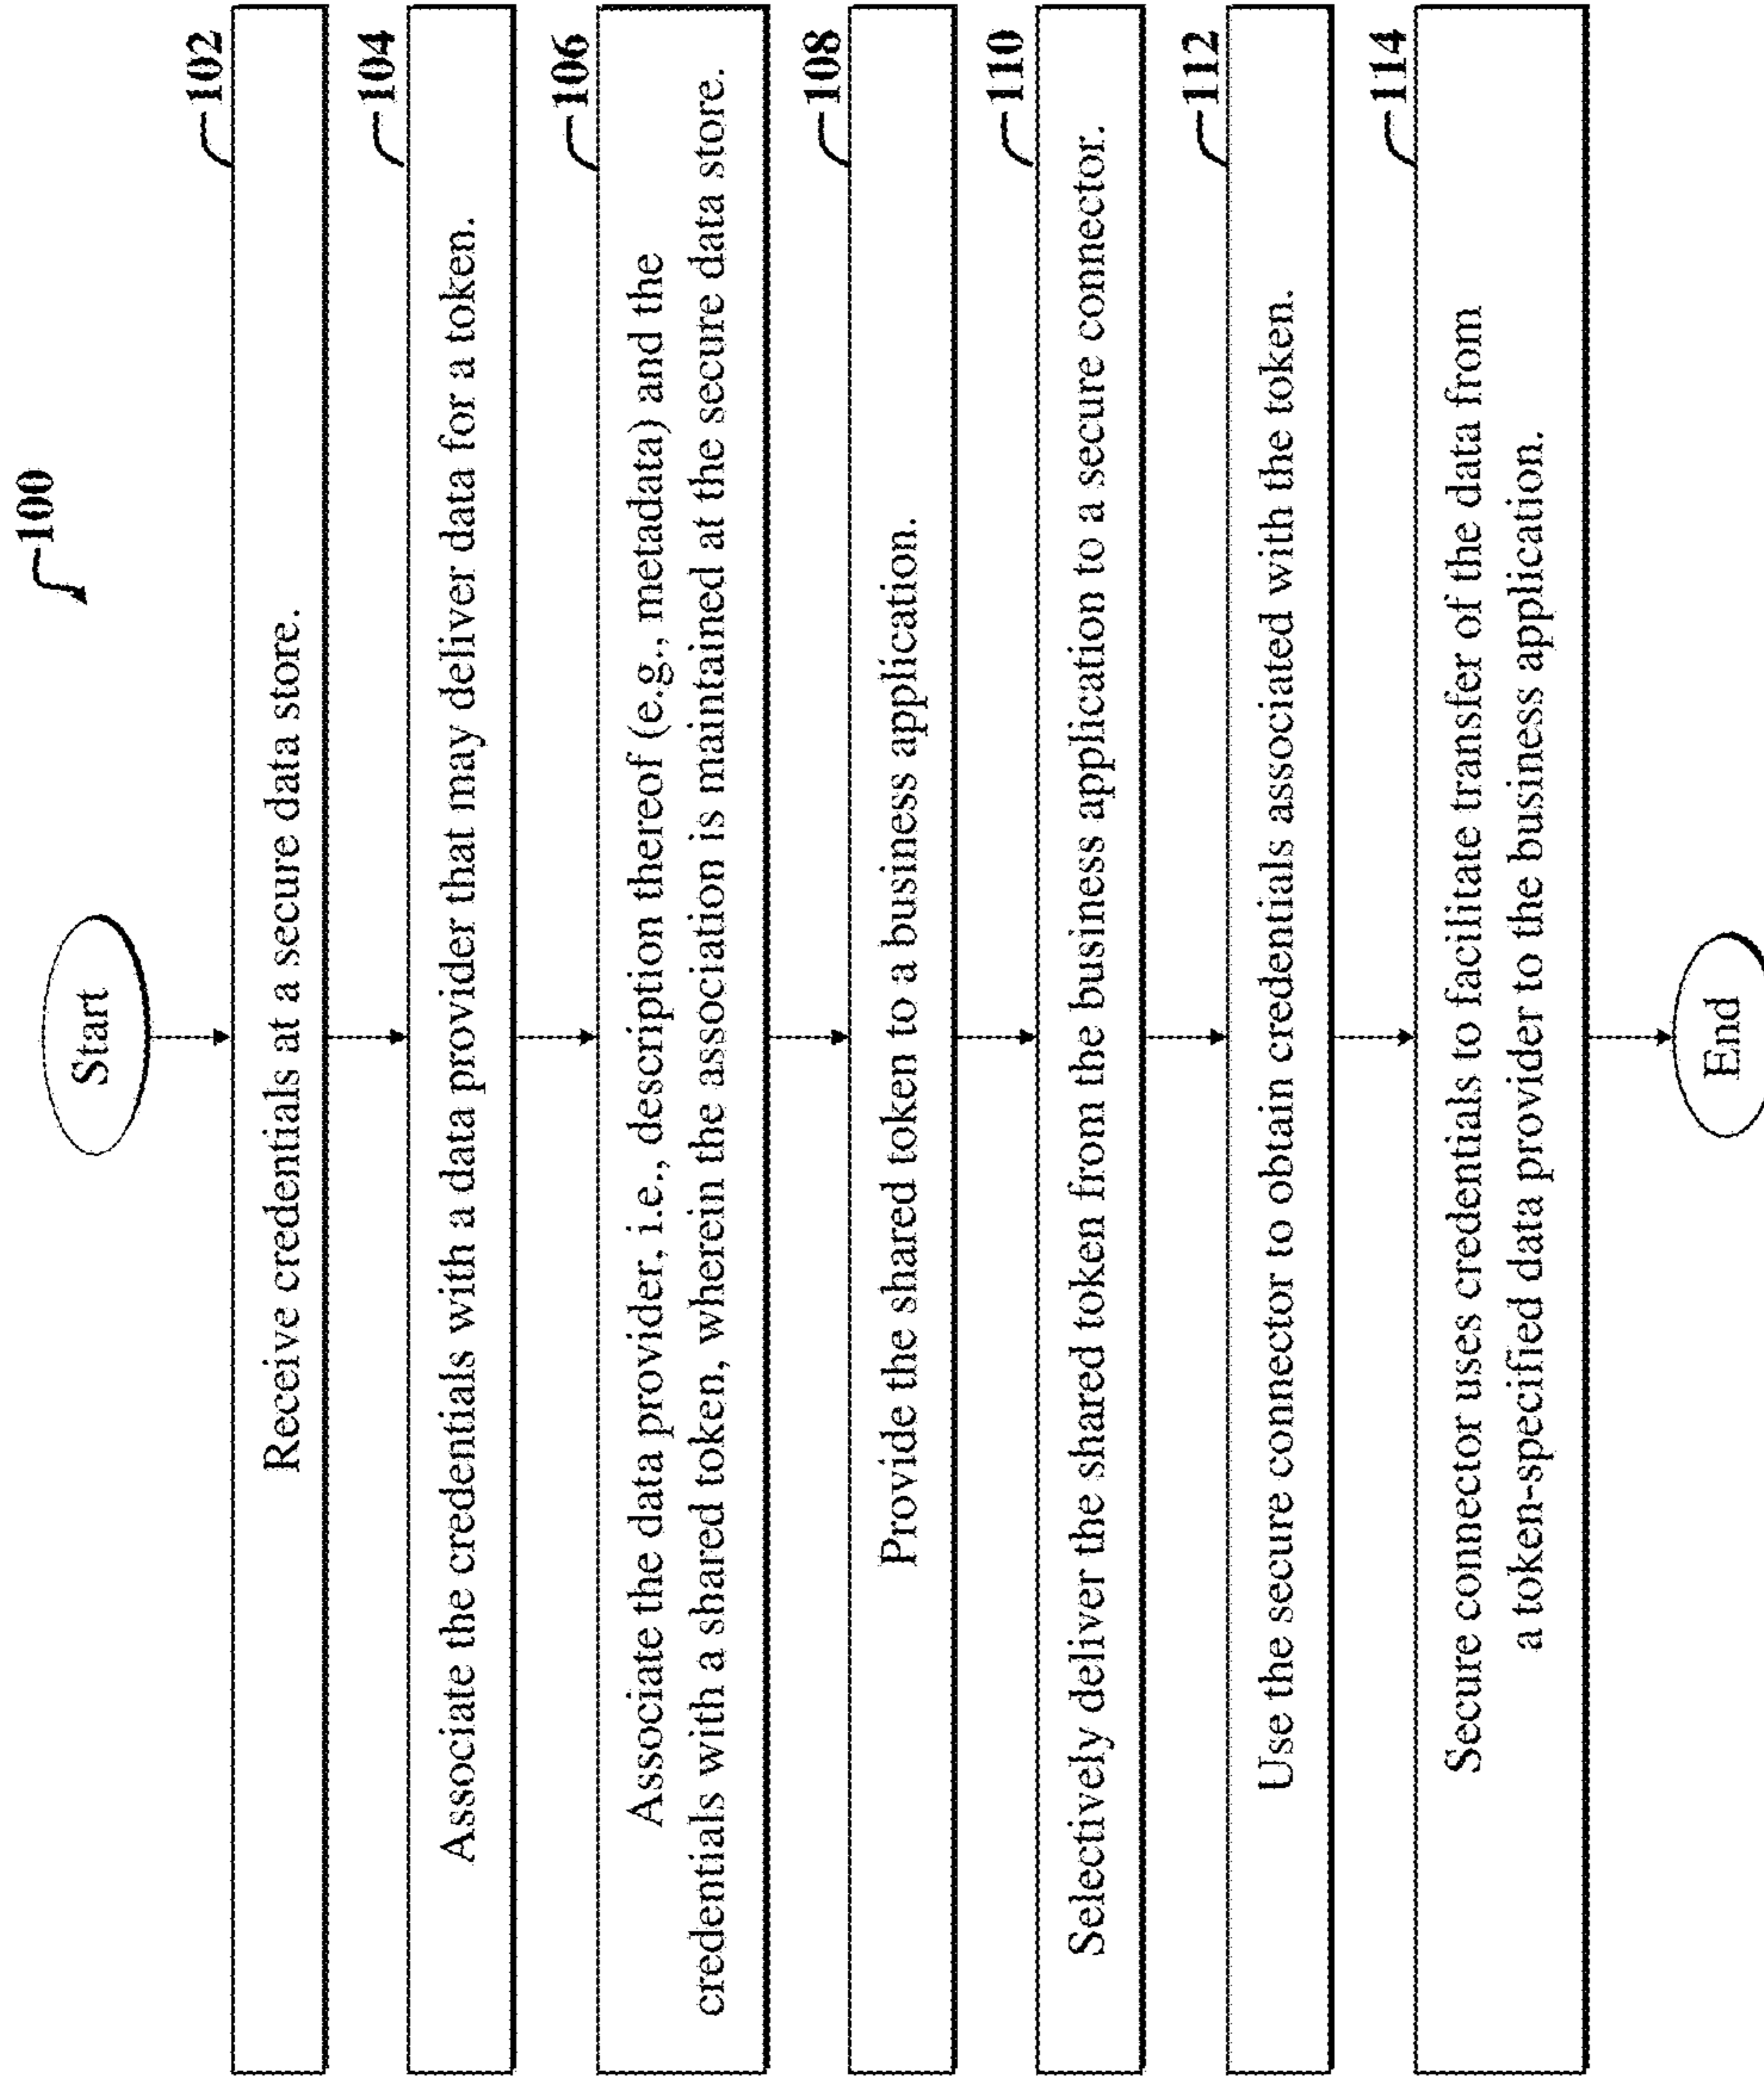 100
Start
102
Receive credentials at a secure data store.
104
Associate the credentials with a data provider that may deliver data for a token.
106
Associate the data provider, i.e., description thereof (e.g., metadata) and the
credentials with a shared token, wherein the association is maintained at the secure data store.
108
Provide the shared token to a business application.
110
Selectively deliver the shared token from the business application to a secure connector.
112
Use the secure connector to obtain credentials associated with the token.
114
Secure connector uses credentials to facilitate transfer of the data from
a token-specified data provider to the business application.
End